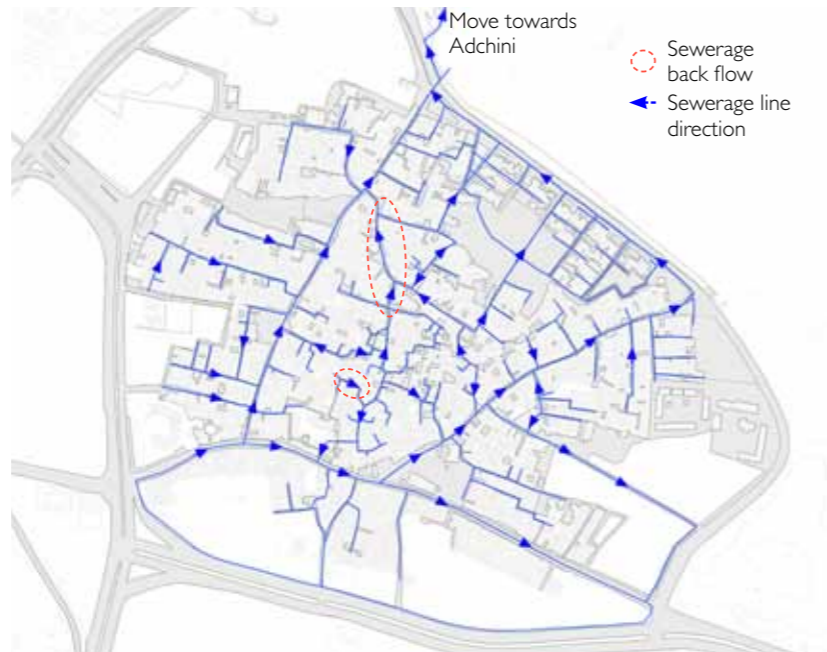 Move towards
Adchini
Sewerage
back flow
Sewerage line
direction